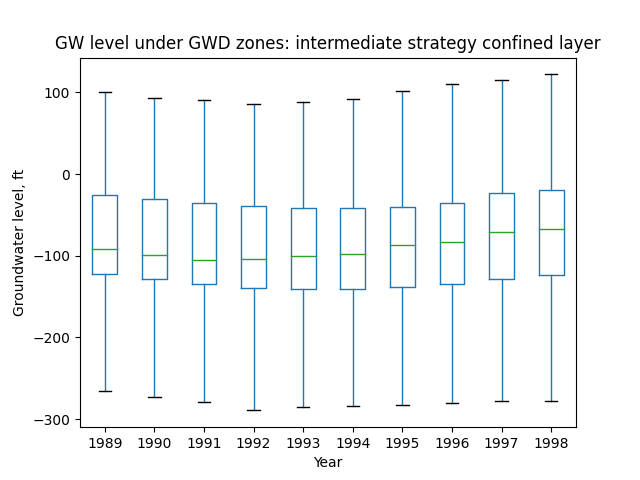 GW level under GWD zones: intermediate strategy confined layer
Groundwater level, ft
100
0
−100
−200
−300
1989 1990 1991 1992 1993 1994 1995 1996 1997 1998
Year